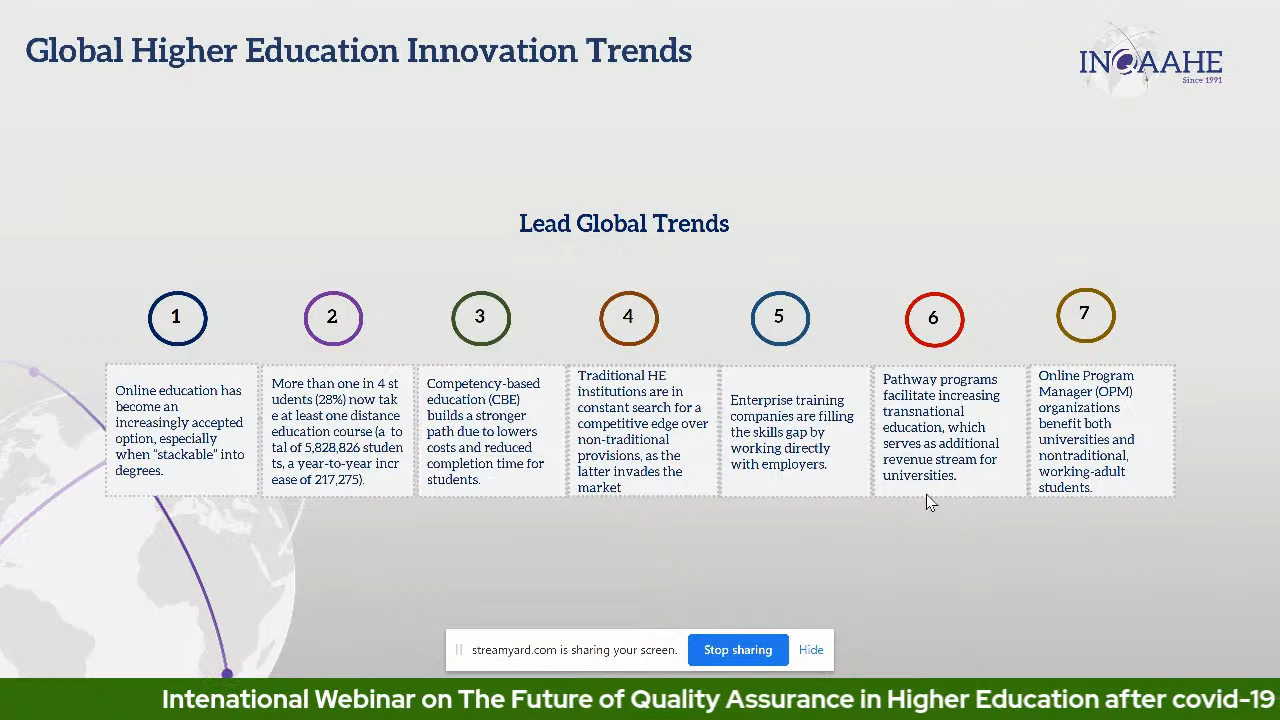 Global Higher Education Innovation Trends
INQAAHE
Since 1991
Lead Global Trends
1
2
3
4
5
6
7
Online education has
become an
increasingly accepted
option, especially
when "stackable" into
degrees.
More than one in 4 st
udents (28%) now tak
e at least one distance
education course (a to
tal of 5,828,826 studen
ts, a year-to-year incr
ease of 217,275).
Competency-based
education (CBE)
builds a stronger
path due to lowers
costs and reduced
completion time for
students.
Traditional HE
institutions are in
constant search for a
competitive edge over
non-traditional
provisions, as the
latter invades the
market
Enterprise training
companies are filling
the skills gap by
working directly
with employers.
Pathway programs
facilitate increasing
transnational
education, which
serves as additional
revenue stream for
universities.
Online Program
Manager (OPM)
organizations
benefit both
universities and
nontraditional,
working-adult
students.
streamyard.com is sharing your screen.
Stop sharing
Hide
Intenational Webinar on The Future of Quality Assurance in Higher Education after covid-19